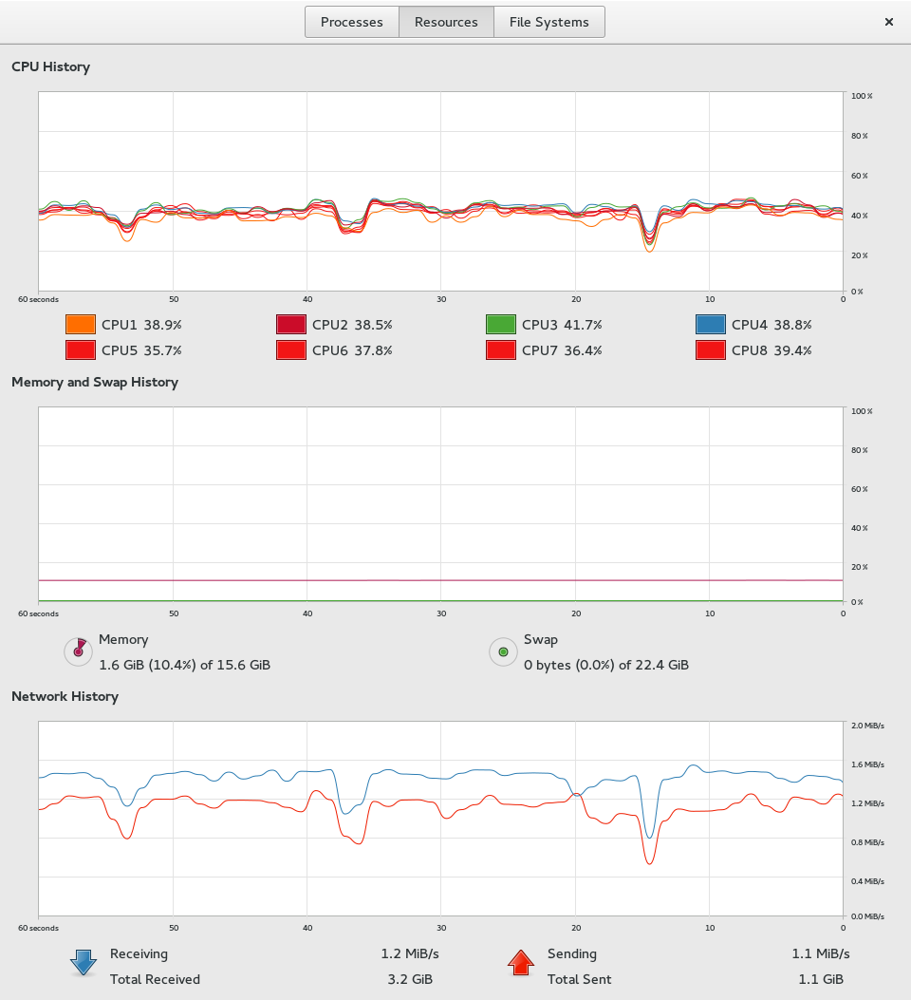 Processes Resources File Systems ×
CPU History
100 %
80 %
60 %
40 %
20 %
0 %
60 seconds 50 40 30 20 10 0
CPU1 38.9% CPU2 38.5% CPU3 41.7% CPU4 38.8%
CPU5 35.7% CPU6 37.8% CPU7 36.4% CPU8 39.4%
Memory and Swap History
100 %
80 %
60 %
40 %
20 %
0 %
60 seconds 50 40 30 20 10 0
Memory Swap
1.6 GiB (10.4%) of 15.6 GiB 0 bytes (0.0%) of 22.4 GiB
Network History
2.0 MiB/s
1.6 MiB/s
1.2 MiB/s
0.8 MiB/s
0.4 MiB/s
0.0 MiB/s
60 seconds 50 40 30 20 10 0
Receiving 1.2 MiB/s Sending 1.1 MiB/s
Total Received 3.2 GiB Total Sent 1.1 GiB